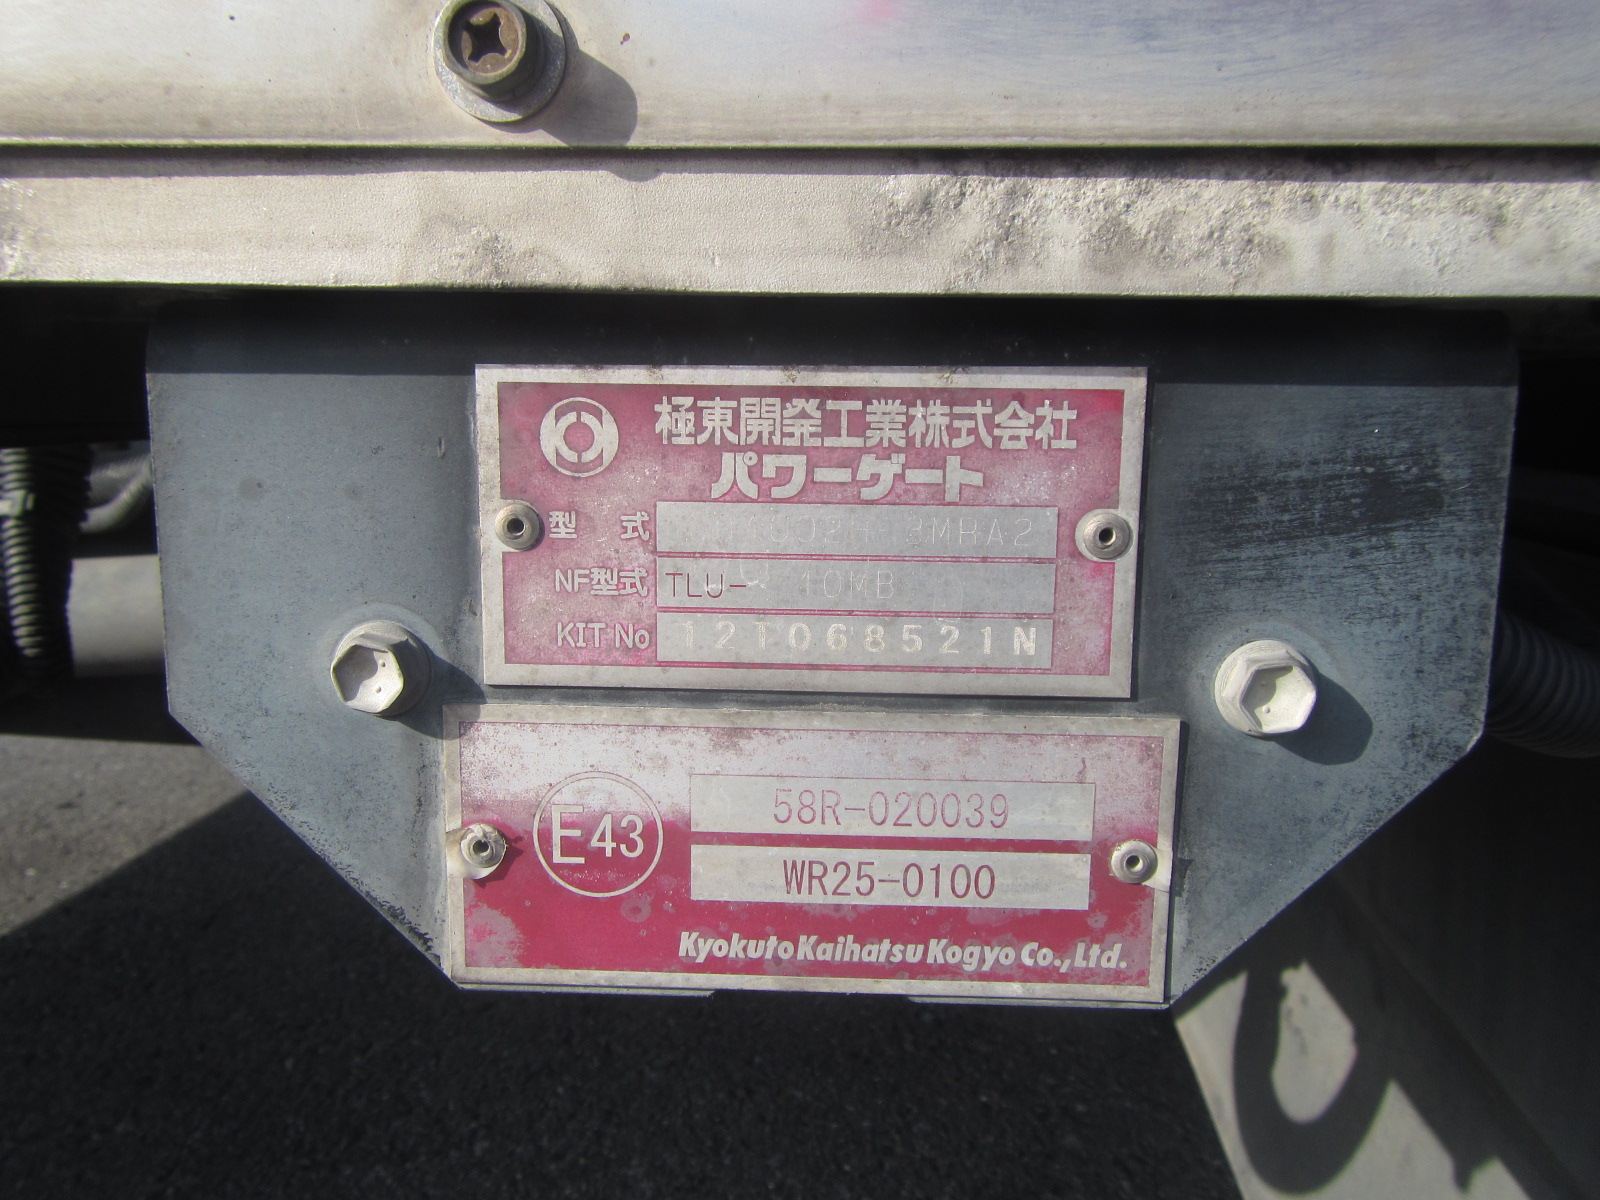 極東開発工業株式会社
パワーゲート
型 式
NF型式 TLU- 10MB
KIT No 12T068521N
E43
58R-020039
WR25-0100
Kyokuto Kaihatsu Kogyo Co., Ltd.